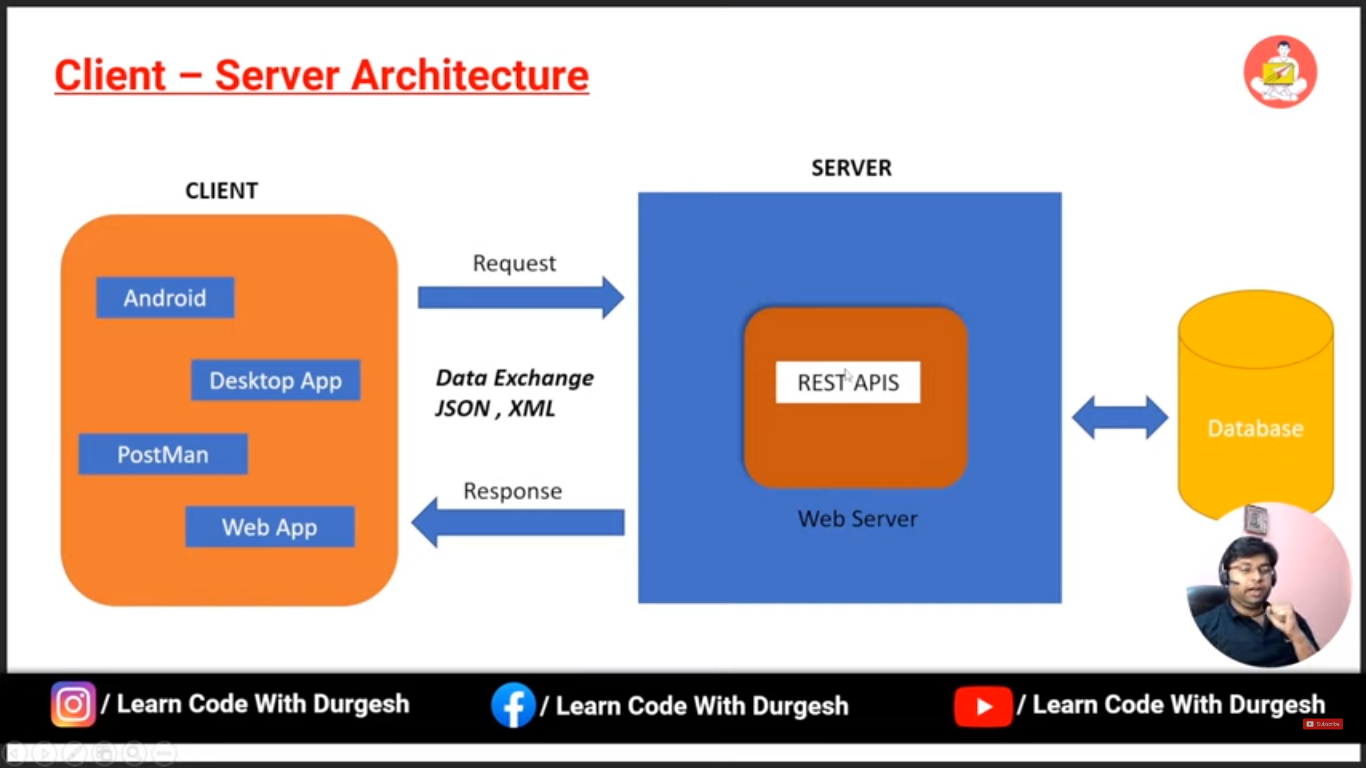 Client – Server Architecture
CLIENT
SERVER
Android
Desktop App
PostMan
Web App
Request
Data Exchange
JSON , XML
Response
REST APIS
Web Server
Database
/ Learn Code With Durgesh
/ Learn Code With Durgesh
/ Learn Code With Durgesh
Subscribe